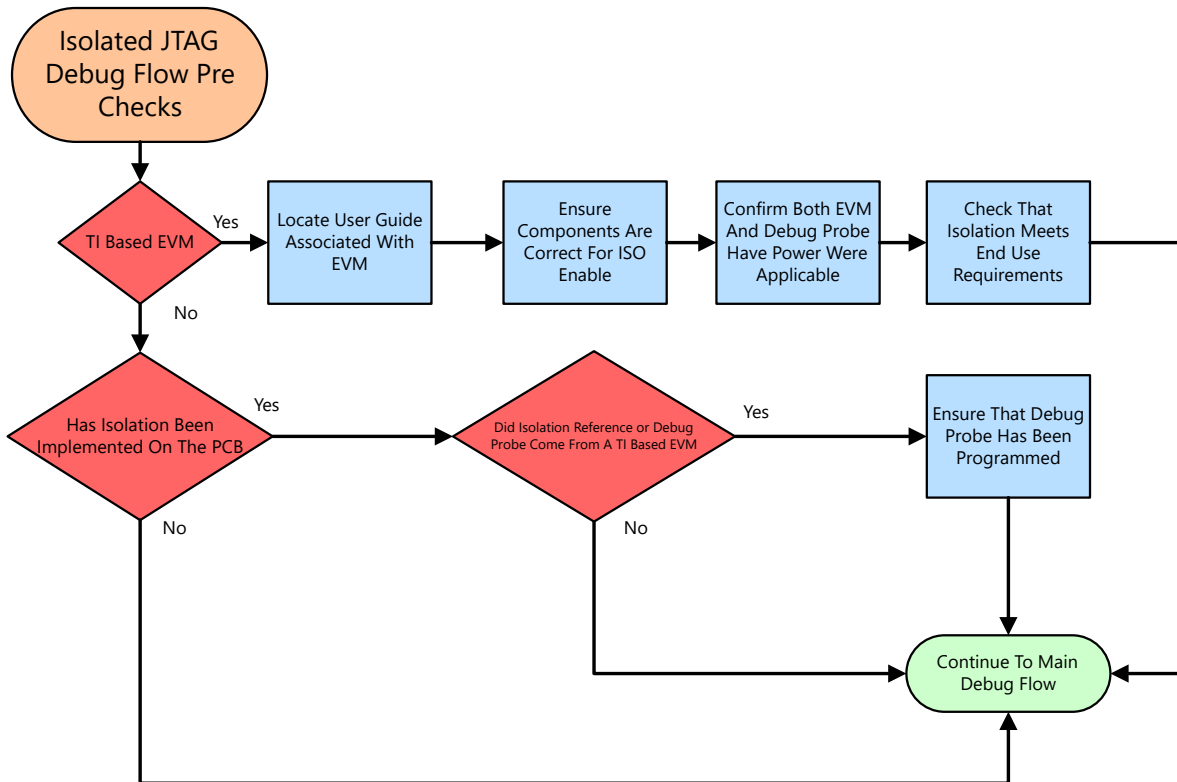 Isolated JTAG
Debug Flow Pre
Checks
TI Based EVM
Yes
Locate User Guide
Associated With
EVM
Ensure
Components Are
Correct For ISO
Enable
Confirm Both EVM
And Debug Probe
Have Power Were
Applicable
Check That
Isolation Meets
End Use
Requirements
No
Has Isolation Been
Implemented On The PCB
Yes
Did Isolation Reference or Debug
Probe Come From A TI Based EVM
Yes
Ensure That Debug
Probe Has Been
Programmed
No
No
Continue To Main
Debug Flow